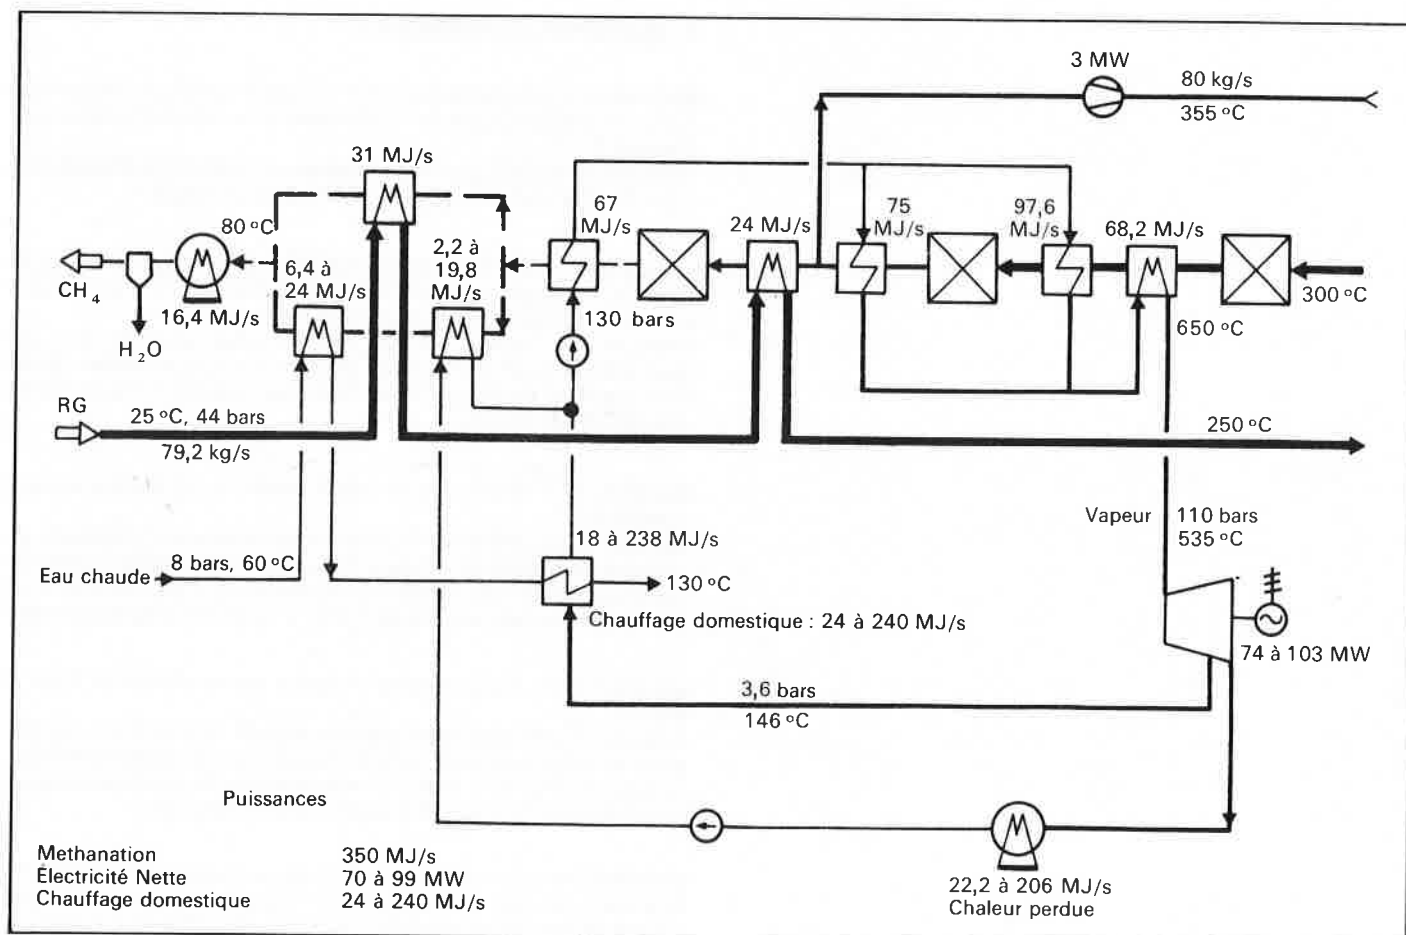 3 MW
80 kg/s
355 °C
31 MJ/s
67
MJ/s
24 MJ/s
75
MJ/s
97,6
MJ/s
68,2 MJ/s
80 °C
2,2 à
19,8
MJ/s
6,4 à
24 MJ/s
CH4
16,4 MJ/s
H2O
130 bars
300 °C
650 °C
RG
25 °C, 44 bars
79,2 kg/s
250 °C
Vapeur
110 bars
535 °C
18 à 238 MJ/s
Eau chaude
8 bars, 60 °C
130 °C
Chauffage domestique : 24 à 240 MJ/s
74 à 103 MW
3,6 bars
146 °C
Puissances
Methanation 350 MJ/s
Électricité Nette 70 à 99 MW
Chauffage domestique 24 à 240 MJ/s
22,2 à 206 MJ/s
Chaleur perdue